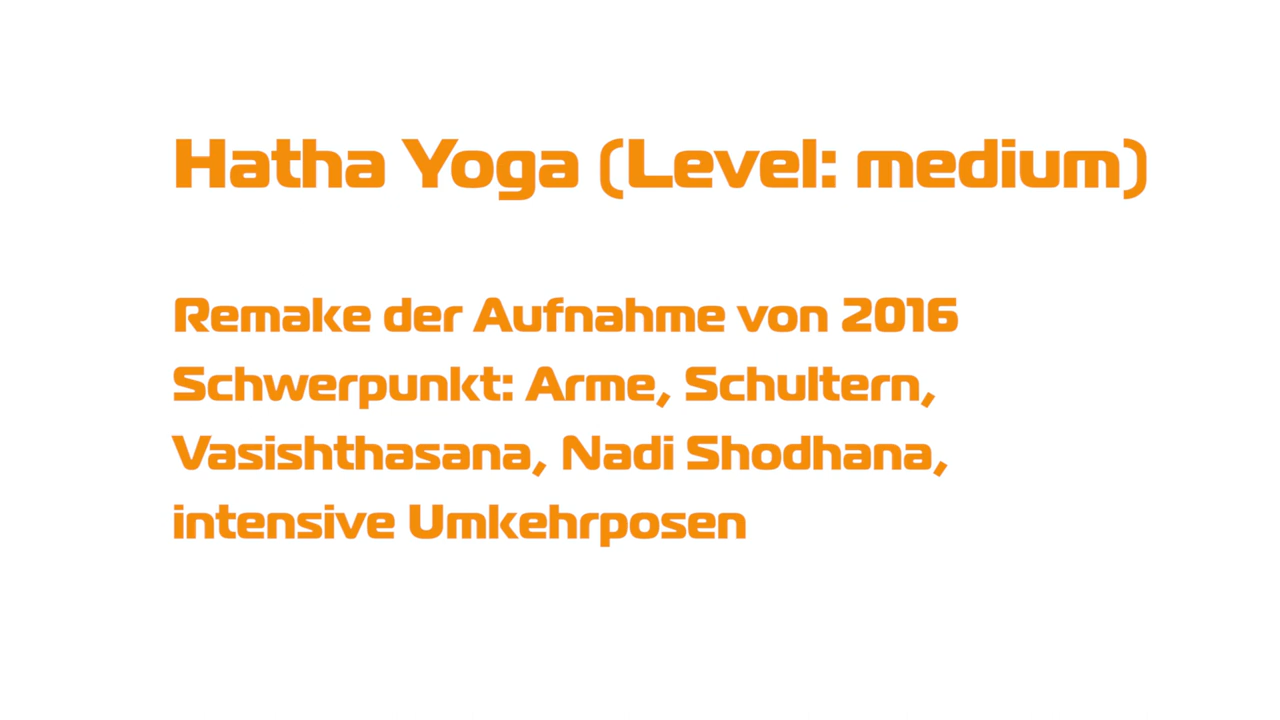 Hatha Yoga (Level: medium)
Remake der Aufnahme von 2016
Schwerpunkt: Arme, Schultern,
Vasishthasana, Nadi Shodhana,
intensive Umkehrposen